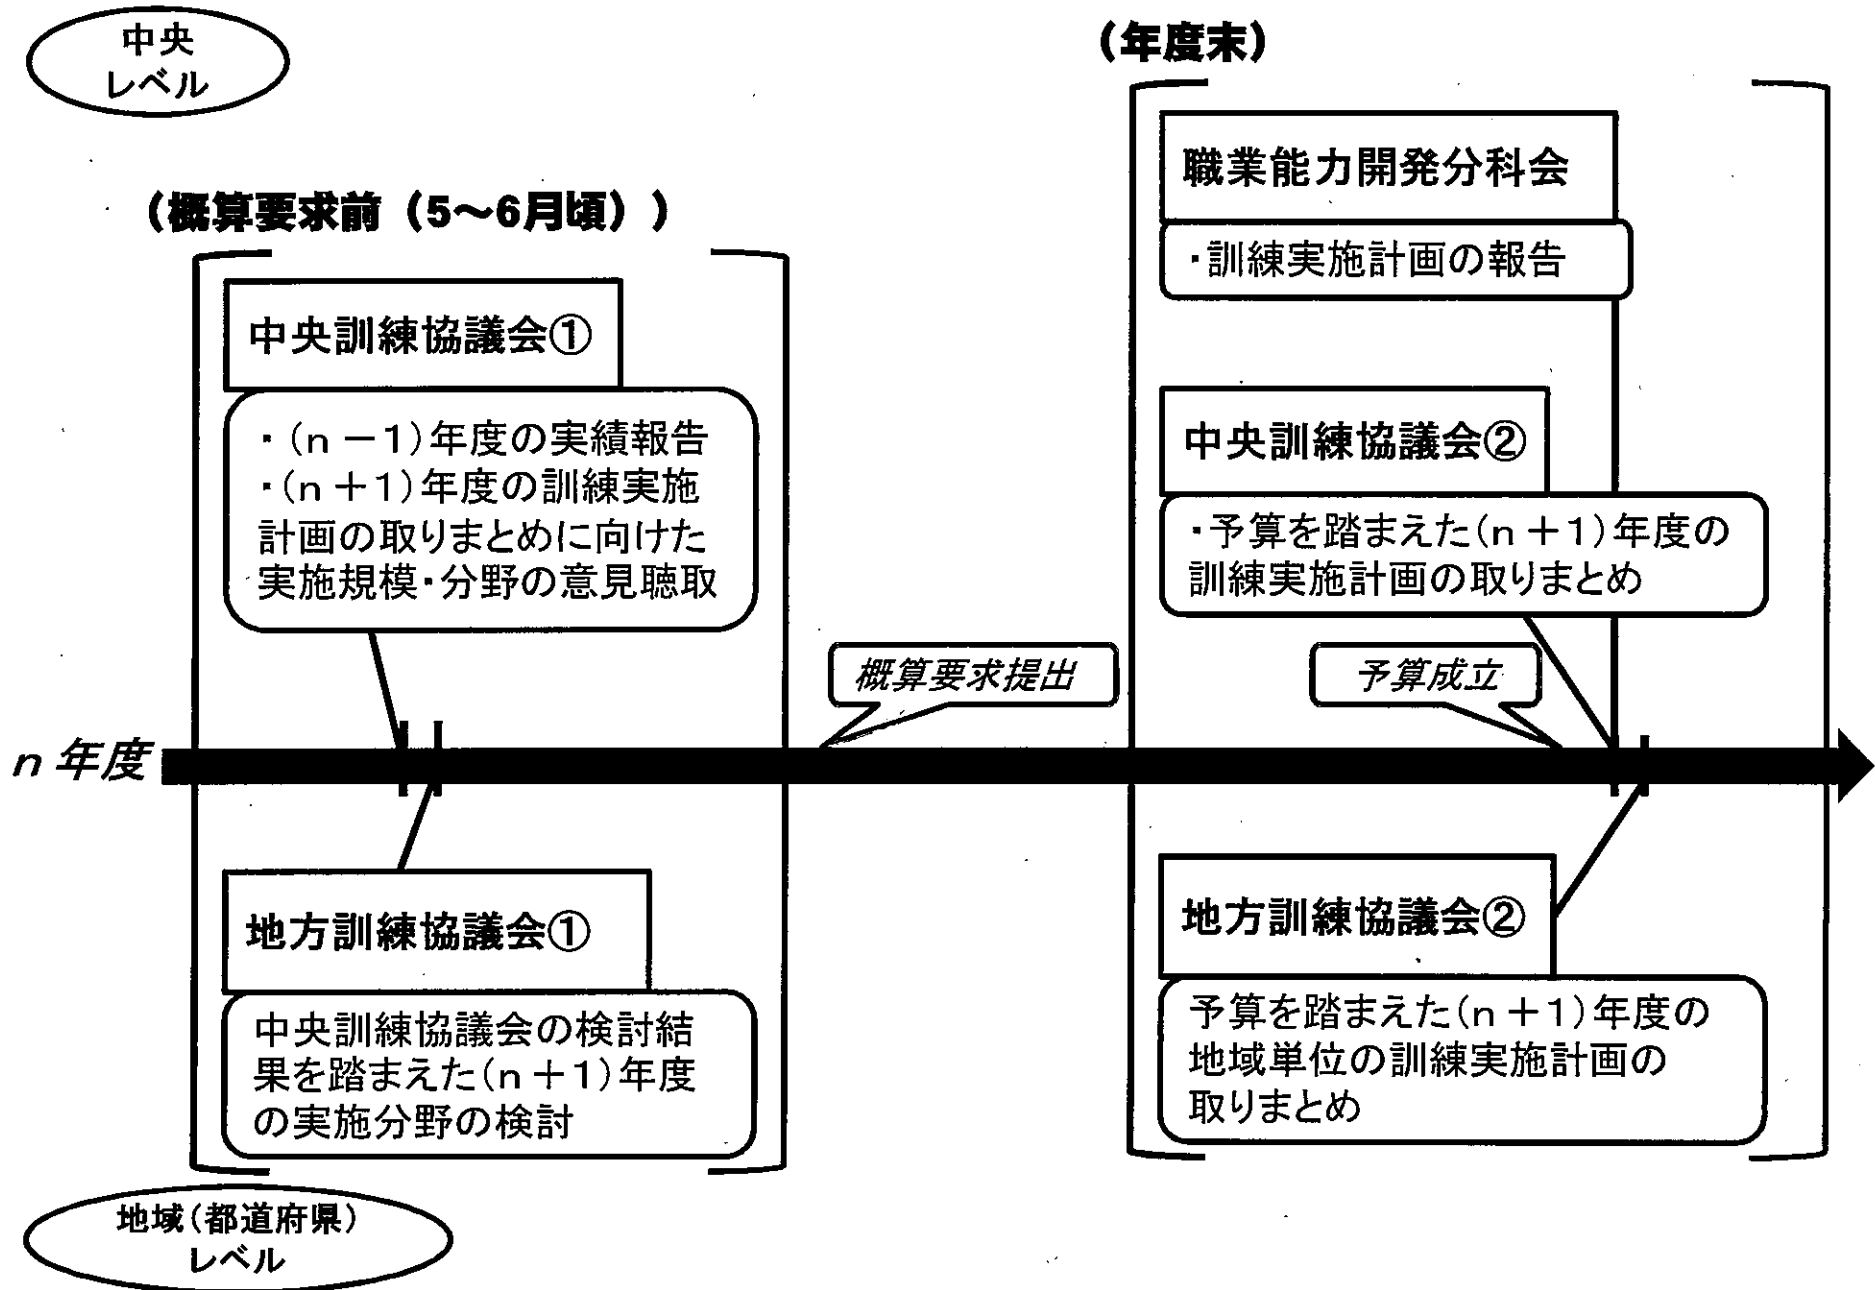 中央
レベル
(年度末)
(概算要求前(5～6月頃))
職業能力開発分科会
・訓練実施計画の報告
中央訓練協議会①
・(n－1)年度の実績報告
・(n＋1)年度の訓練実施
計画の取りまとめに向けた
実施規模・分野の意見聴取
中央訓練協議会②
・予算を踏まえた(n＋1)年度の
訓練実施計画の取りまとめ
概算要求提出
予算成立
n 年度
地方訓練協議会①
中央訓練協議会の検討結
果を踏まえた(n＋1)年度
の実施分野の検討
地方訓練協議会②
予算を踏まえた(n＋1)年度の
地域単位の訓練実施計画の
取りまとめ
地域(都道府県)
レベル